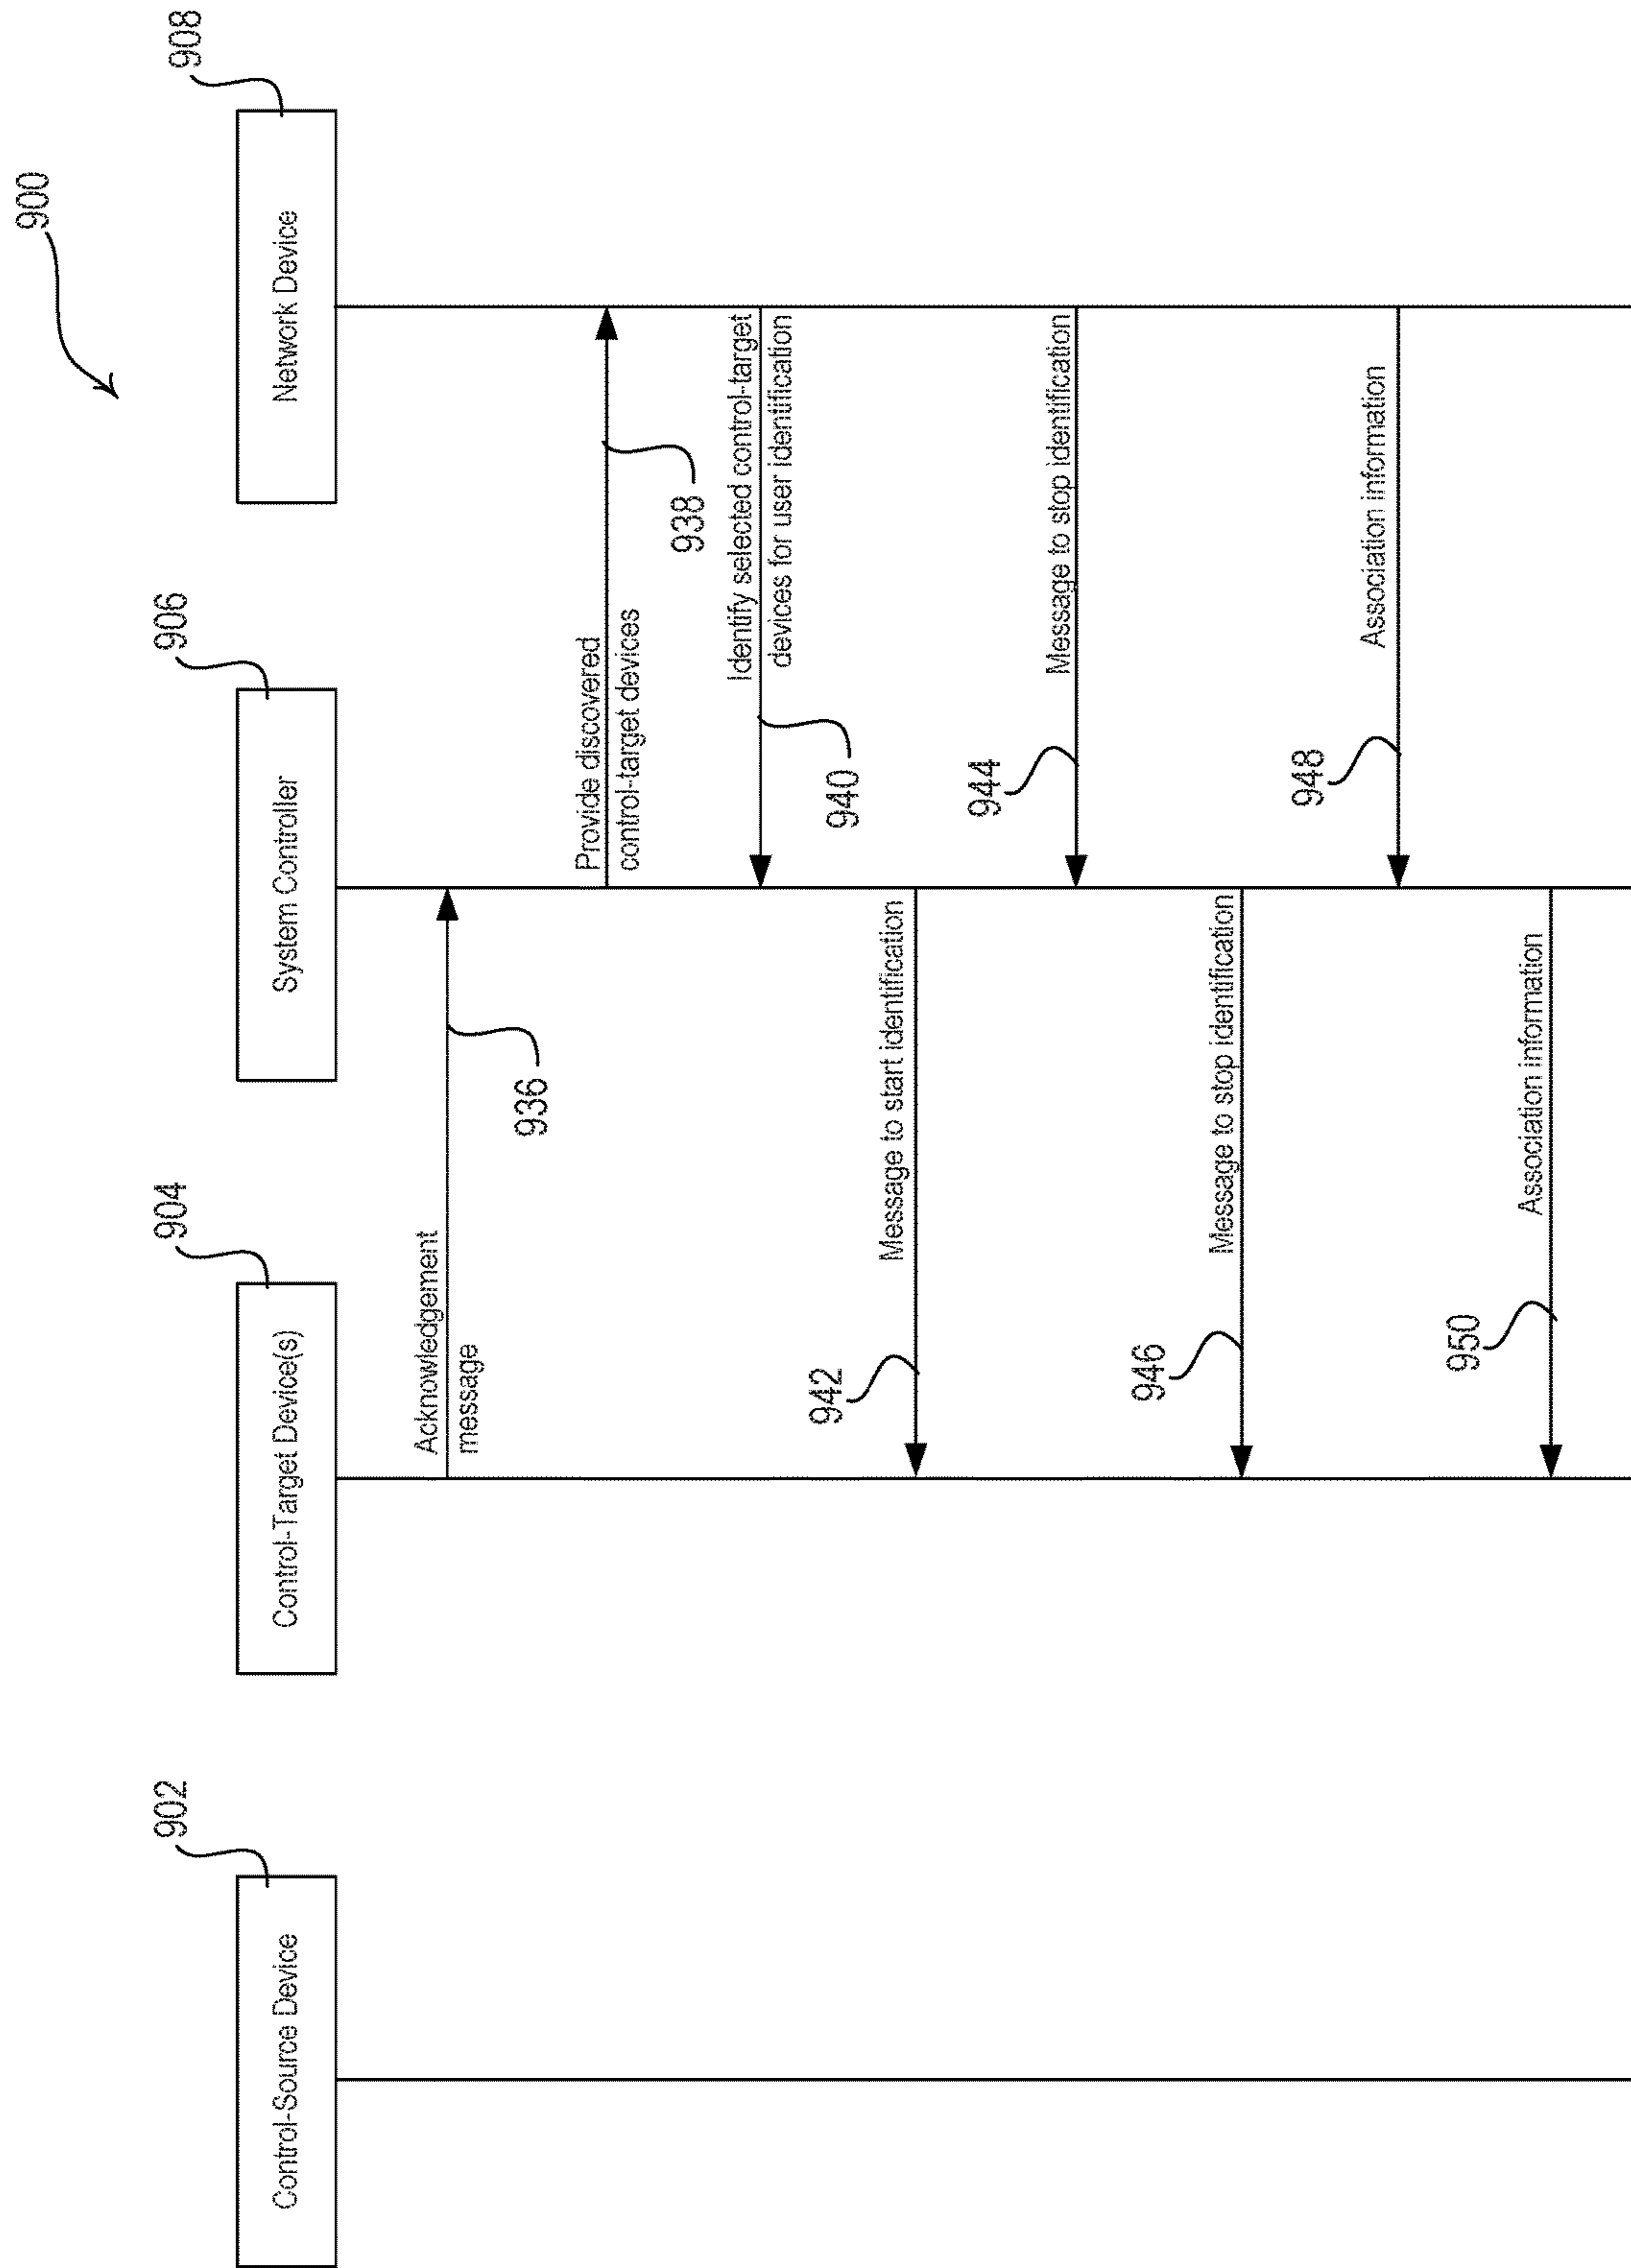 900
902
904
906
908
Control-Source Device
Control-Target Device(s)
System Controller
Network Device
Acknowledgement
message
936
Provide discovered
control-target devices
938
Identify selected control-target
devices for user identification
940
Message to start identification
942
Message to stop identification
944
Message to stop identification
946
Association information
948
Association information
950